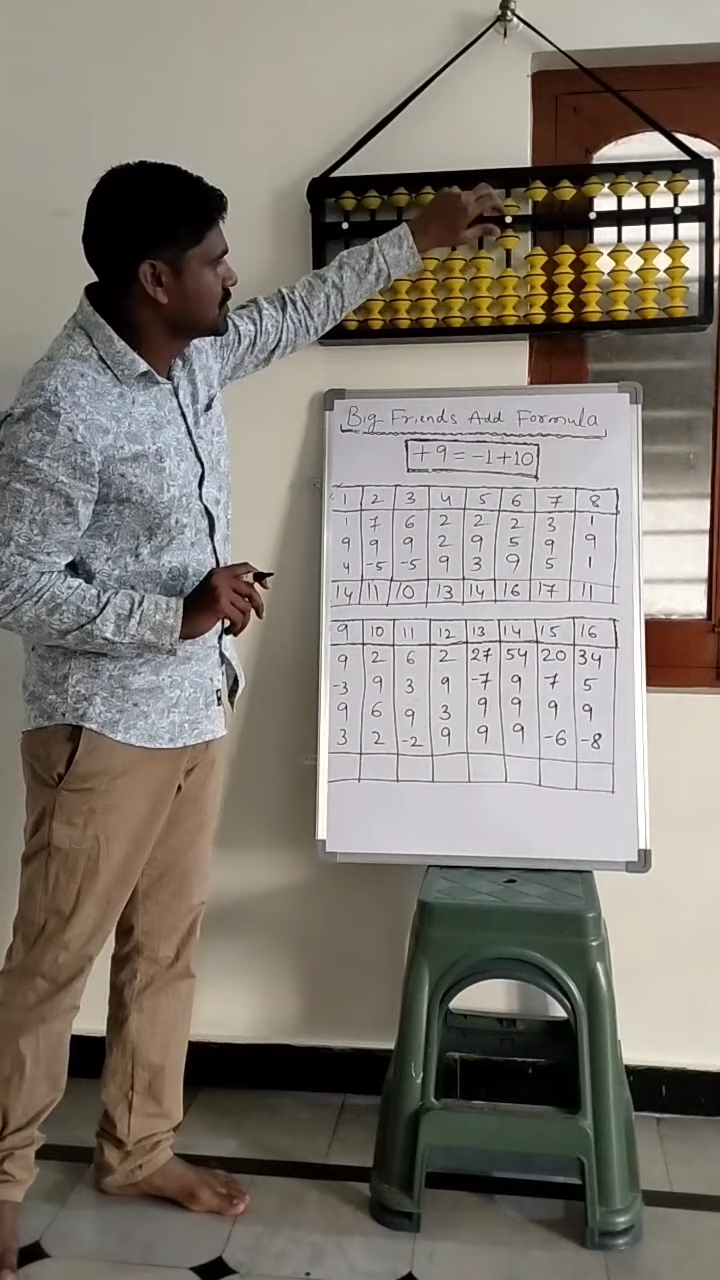 Big Friends Add Formula
+9 = -1+10
1 2 3 4 5 6 7 8
1 7 6 2 2 2 3 1
9 9 9 2 9 5 9 9
4 -5 -5 9 3 9 5 1
14 11 10 13 14 16 17 11
9 10 11 12 13 14 15 16
9 2 6 2 27 54 20 34
-3 9 3 9 -7 9 7 5
9 6 9 3 9 9 9 9
3 2 -2 9 9 9 -6 -8